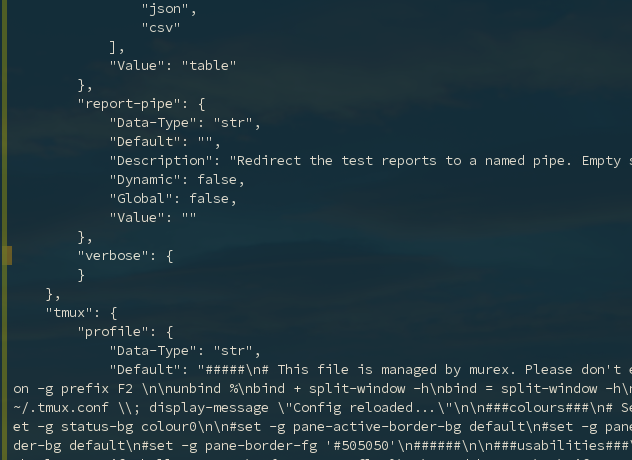 "json",
"csv"
],
"Value": "table"
},
"report-pipe": {
"Data-Type": "str",
"Default": "",
"Description": "Redirect the test reports to a named pipe. Empty s
"Dynamic": false,
"Global": false,
"Value": ""
},
"verbose": {
}
},
"tmux": {
"profile": {
"Data-Type": "str",
"Default": "#####\n# This file is managed by murex. Please don't e
on -g prefix F2 \n\nunbind %\nbind + split-window -h\nbind = split-window -h\n
~/.tmux.conf \\; display-message \"Config reloaded...\"\n\n###colours###\n# Se
et -g status-bg colour0\n\n#set -g pane-active-border-bg default\n#set -g pane
der-bg default\n#set -g pane-border-fg '#505050'\n######\n\n###usabilities###\